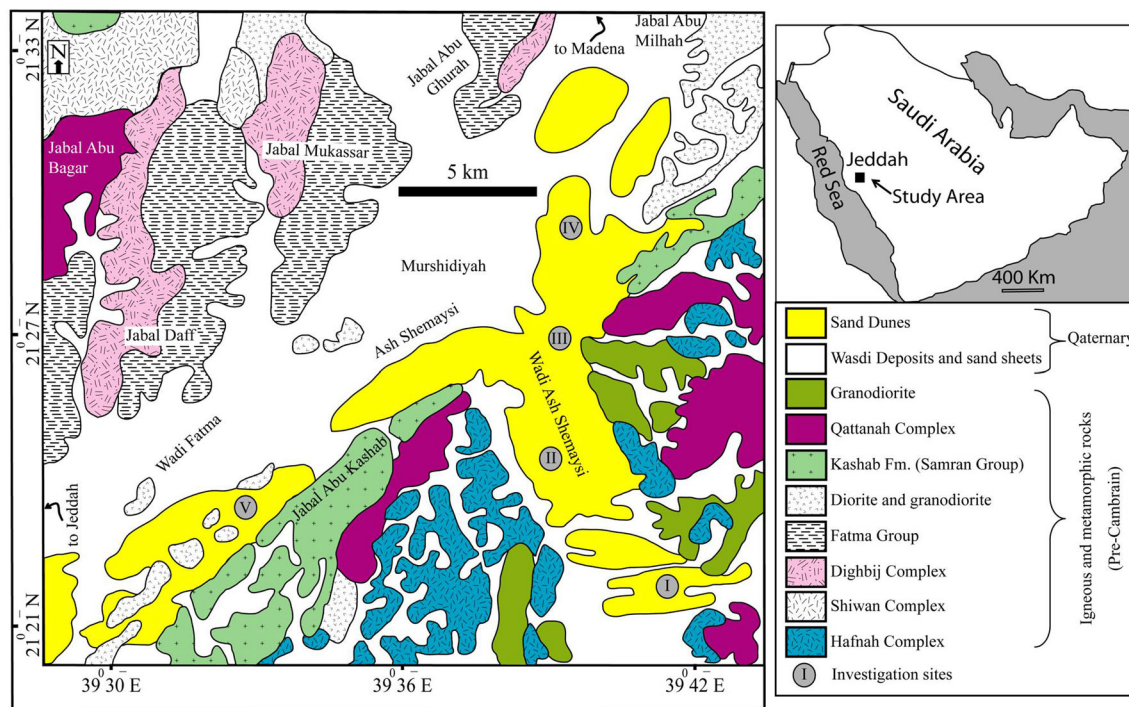 21°33 N
N
Jabal Abu
Ghurah
to Madena
Jabal Abu
Milhah
Jabal Abu
Bagar
Jabal Mukassar
5 km
IV
Murshidiyah
Jabal Daff
Ash Shemaysi
III
21°27 N
Wadi Ash Shemaysi
Wadi Fatma
II
Jabal Abu Kashab
V
to Jeddah
I
21°21 N
39°30 E
39°36 E
39°42 E
Saudi Arabia
Red Sea
Jeddah
Study Area
400 Km
Sand Dunes
Wasdi Deposits and sand sheets
Qaternary
Granodiorite
Qattanah Complex
Kashab Fm. (Samran Group)
Diorite and granodiorite
Fatma Group
Dighbij Complex
Shiwan Complex
Hafnah Complex
Igneous and metamorphic rocks
(Pre-Cambrain)
I
Investigation sites